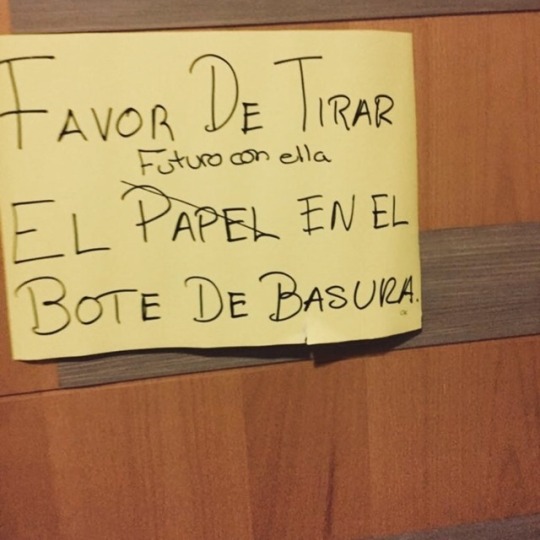 FAVOR DE TIRAR
Futuro con ella
EL PAPEL EN EL
BOTE DE BASURA.